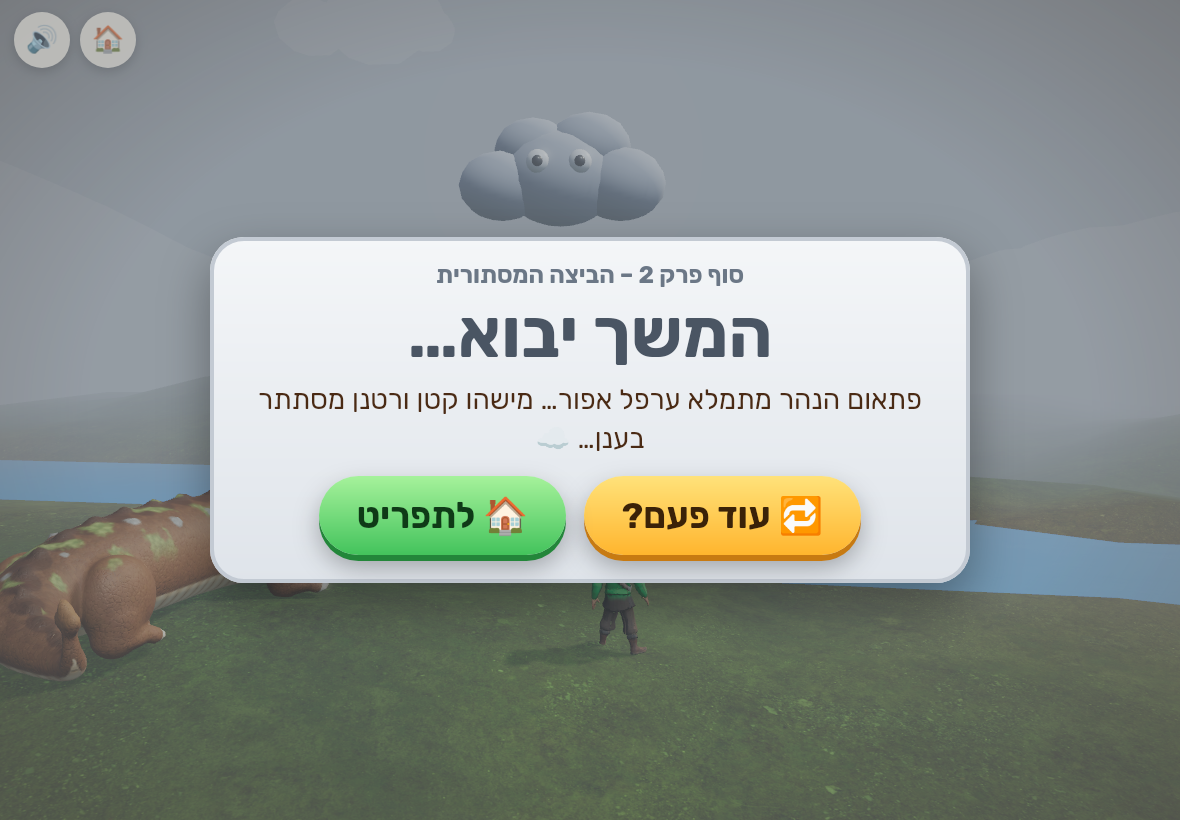 סוף פרק 2 – הביצה המסתורית
המשך יבוא...
פתאום הנהר מתמלא ערפל אפור... מישהו קטן ורטנן מסתתר
בענן... ☁️
🔁 עוד פעם?
🏠 לתפריט